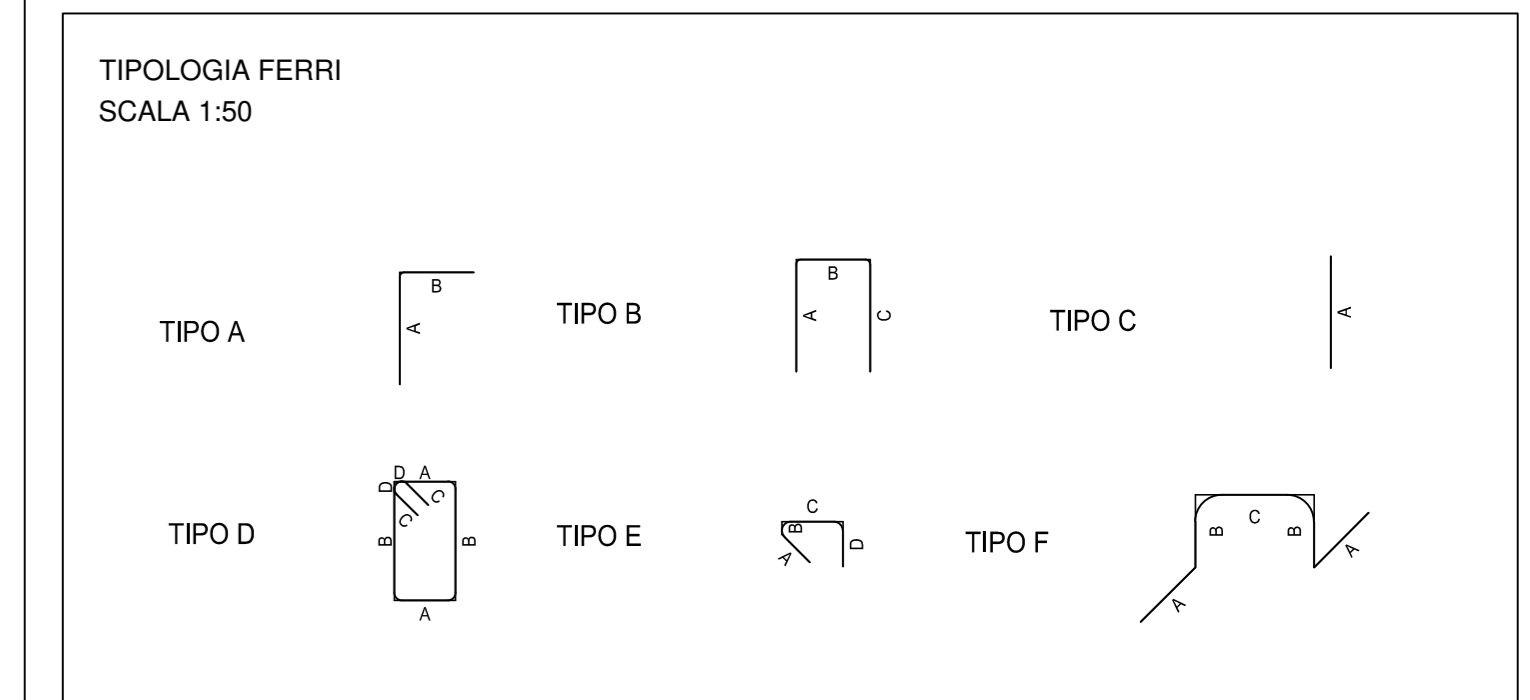 TIPOLOGIA FERRI
SCALA 1:50
TIPO A
A
B
TIPO B
A
B
C
TIPO C
A
TIPO D
D A
D
C
C
B
B
A
TIPO E
C
B
A
D
TIPO F
C
B
B
A
A